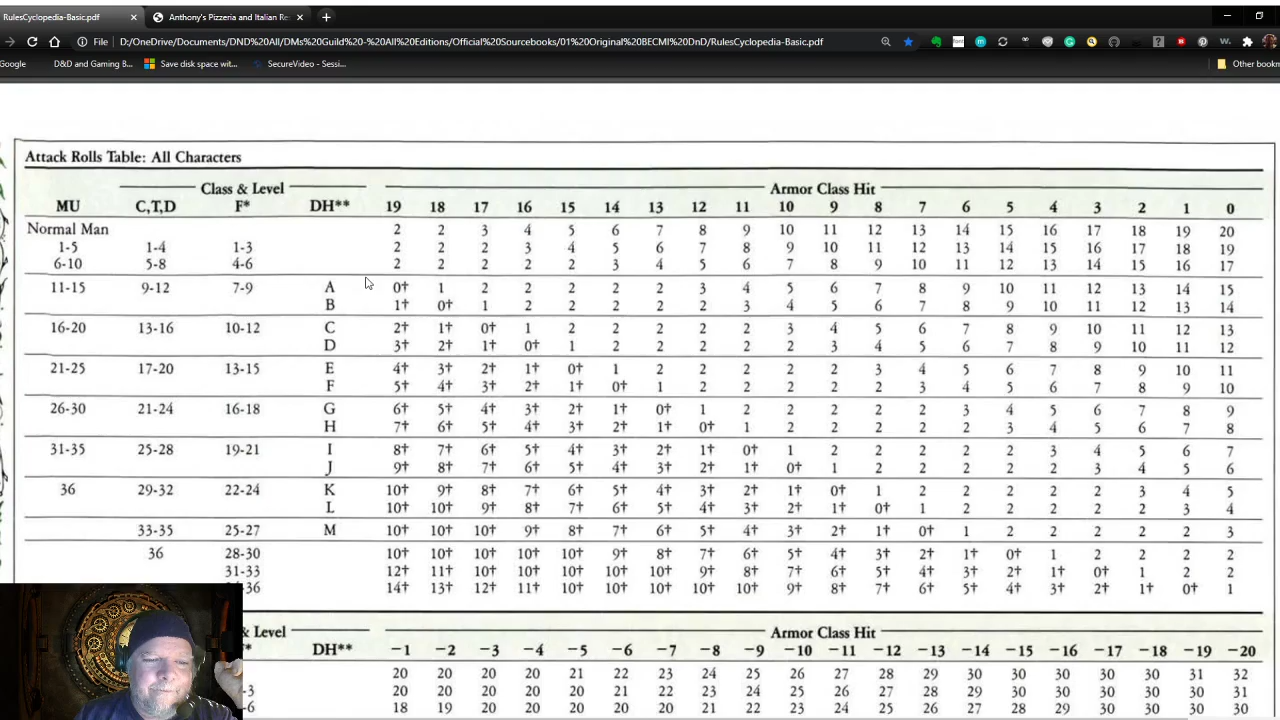 RulesCyclopedia-Basic.pdf × Anthony's Pizzeria and Italian Re × +
File D:/OneDrive/Documents/DND%20All/DMs%20Guild%20-%20All%20Editions/Official%20Sourcebooks/01%20Original%20BECMI%20DnD/RulesCyclopedia-Basic.pdf
Google D&D and Gaming B... Save disk space wit... SecureVideo - Sessi... Other bookm
Attack Rolls Table: All Characters
Class & Level Armor Class Hit
MU C,T,D F* DH** 19 18 17 16 15 14 13 12 11 10 9 8 7 6 5 4 3 2 1 0
Normal Man 2 2 3 4 5 6 7 8 9 10 11 12 13 14 15 16 17 18 19 20
1-5 1-4 1-3 2 2 2 3 4 5 6 7 8 9 10 11 12 13 14 15 16 17 18 19
6-10 5-8 4-6 2 2 2 2 2 3 4 5 6 7 8 9 10 11 12 13 14 15 16 17
11-15 9-12 7-9 A 0† 1 2 2 2 2 2 3 4 5 6 7 8 9 10 11 12 13 14 15
B 1† 0† 1 2 2 2 2 2 3 4 5 6 7 8 9 10 11 12 13 14
16-20 13-16 10-12 C 2† 1† 0† 1 2 2 2 2 2 3 4 5 6 7 8 9 10 11 12 13
D 3† 2† 1† 0† 1 2 2 2 2 2 3 4 5 6 7 8 9 10 11 12
21-25 17-20 13-15 E 4† 3† 2† 1† 0† 1 2 2 2 2 2 3 4 5 6 7 8 9 10 11
F 5† 4† 3† 2† 1† 0† 1 2 2 2 2 2 3 4 5 6 7 8 9 10
26-30 21-24 16-18 G 6† 5† 4† 3† 2† 1† 0† 1 2 2 2 2 2 3 4 5 6 7 8 9
H 7† 6† 5† 4† 3† 2† 1† 0† 1 2 2 2 2 2 3 4 5 6 7 8
31-35 25-28 19-21 I 8† 7† 6† 5† 4† 3† 2† 1† 0† 1 2 2 2 2 2 3 4 5 6 7
J 9† 8† 7† 6† 5† 4† 3† 2† 1† 0† 1 2 2 2 2 2 3 4 5 6
36 29-32 22-24 K 10† 9† 8† 7† 6† 5† 4† 3† 2† 1† 0† 1 2 2 2 2 2 3 4 5
L 10† 10† 9† 8† 7† 6† 5† 4† 3† 2† 1† 0† 1 2 2 2 2 2 3 4
33-35 25-27 M 10† 10† 10† 9† 8† 7† 6† 5† 4† 3† 2† 1† 0† 1 2 2 2 2 2 3
36 28-30 10† 10† 10† 10† 10† 9† 8† 7† 6† 5† 4† 3† 2† 1† 0† 1 2 2 2 2
31-33 12† 11† 10† 10† 10† 10† 10† 9† 8† 7† 6† 5† 4† 3† 2† 1† 0† 1 2 2
-36 14† 13† 12† 11† 10† 10† 10† 10† 10† 9† 8† 7† 6† 5† 4† 3† 2† 1† 0† 1
& Level Armor Class Hit
* DH** -1 -2 -3 -4 -5 -6 -7 -8 -9 -10 -11 -12 -13 -14 -15 -16 -17 -18 -19 -20
20 20 20 20 21 22 23 24 25 26 27 28 29 30 30 30 30 30 31 32
-3 20 20 20 20 20 21 22 23 24 25 26 27 28 29 30 30 30 30 30 31
-6 18 19 20 20 20 20 20 21 22 23 24 25 26 27 28 29 30 30 30 30